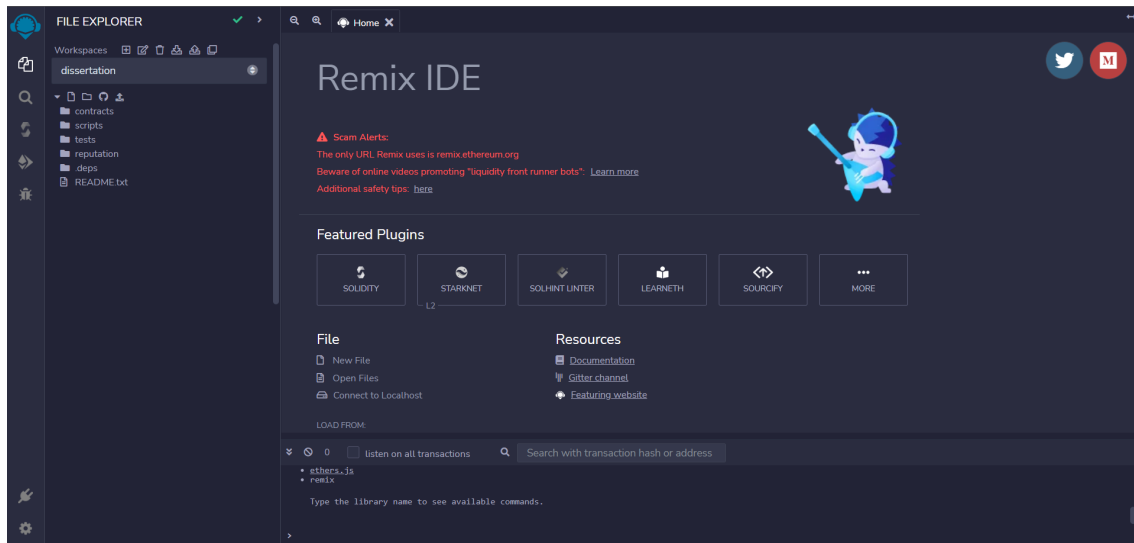 FILE EXPLORER
Workspaces
dissertation
contracts
scripts
tests
reputation
.deps
README.txt
Home
Remix IDE
M
Scam Alerts:
The only URL Remix uses is remix.ethereum.org
Beware of online videos promoting "liquidity front runner bots": Learn more
Additional safety tips: here
Featured Plugins
SOLIDITY
STARKNET
L2
SOLHINT LINTER
LEARNETH
SOURCIFY
MORE
File
New File
Open Files
Connect to Localhost
LOAD FROM:
Resources
Documentation
Gitter channel
Featuring website
0 listen on all transactions Search with transaction hash or address
• ethers.js
• remix
Type the library name to see available commands.
>